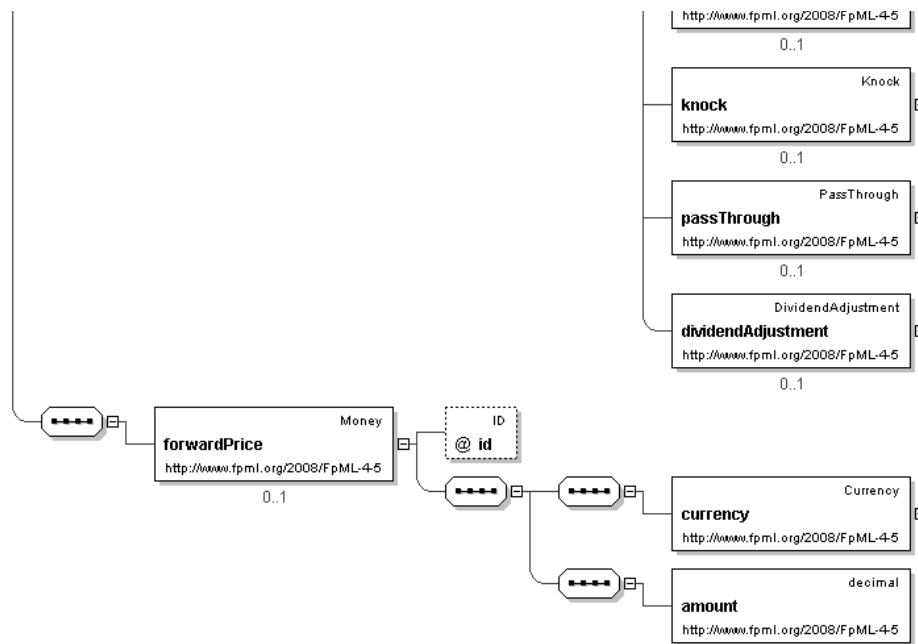 http://www.fpml.org/2008/FpML-4-5
0..1
Knock
knock
http://www.fpml.org/2008/FpML-4-5
0..1
PassThrough
passThrough
http://www.fpml.org/2008/FpML-4-5
0..1
DividendAdjustment
dividendAdjustment
http://www.fpml.org/2008/FpML-4-5
0..1
Money
forwardPrice
http://www.fpml.org/2008/FpML-4-5
0..1
ID
@ id
Currency
currency
http://www.fpml.org/2008/FpML-4-5
decimal
amount
http://www.fpml.org/2008/FpML-4-5